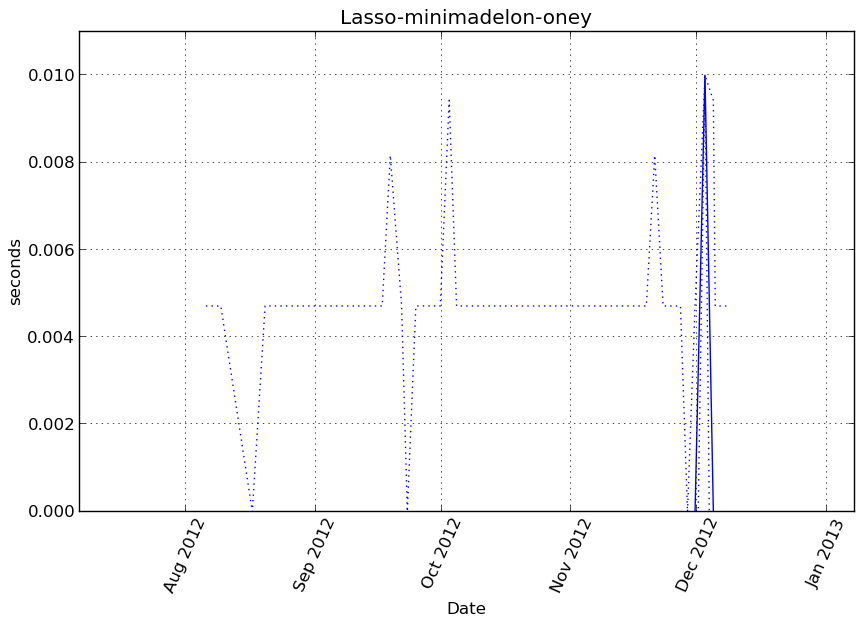 Lasso-minimadelon-oney
0.010
0.008
0.006
0.004
0.002
0.000
seconds
Aug 2012
Sep 2012
Oct 2012
Nov 2012
Dec 2012
Jan 2013
Date